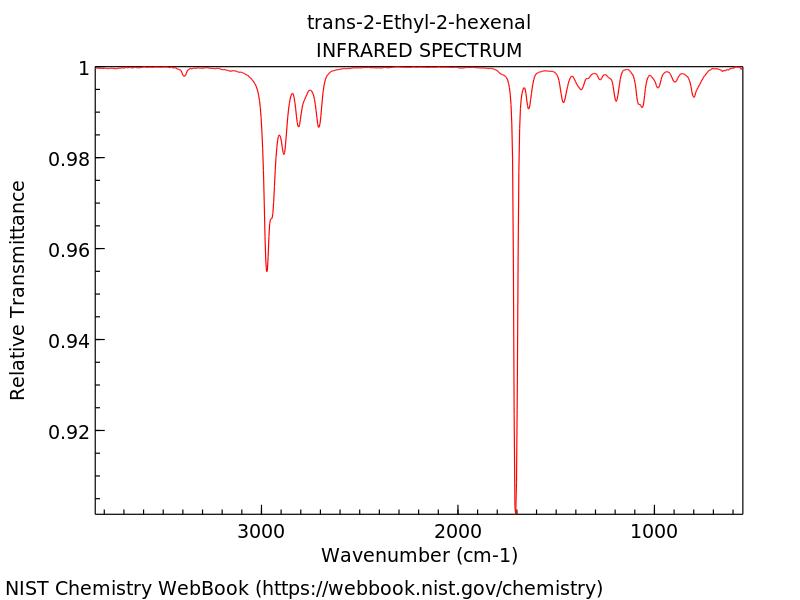 trans-2-Ethyl-2-hexenal
INFRARED SPECTRUM
1
0.98
0.96
0.94
0.92
Relative Transmittance
3000 2000 1000
Wavenumber (cm-1)
NIST Chemistry WebBook (https://webbook.nist.gov/chemistry)